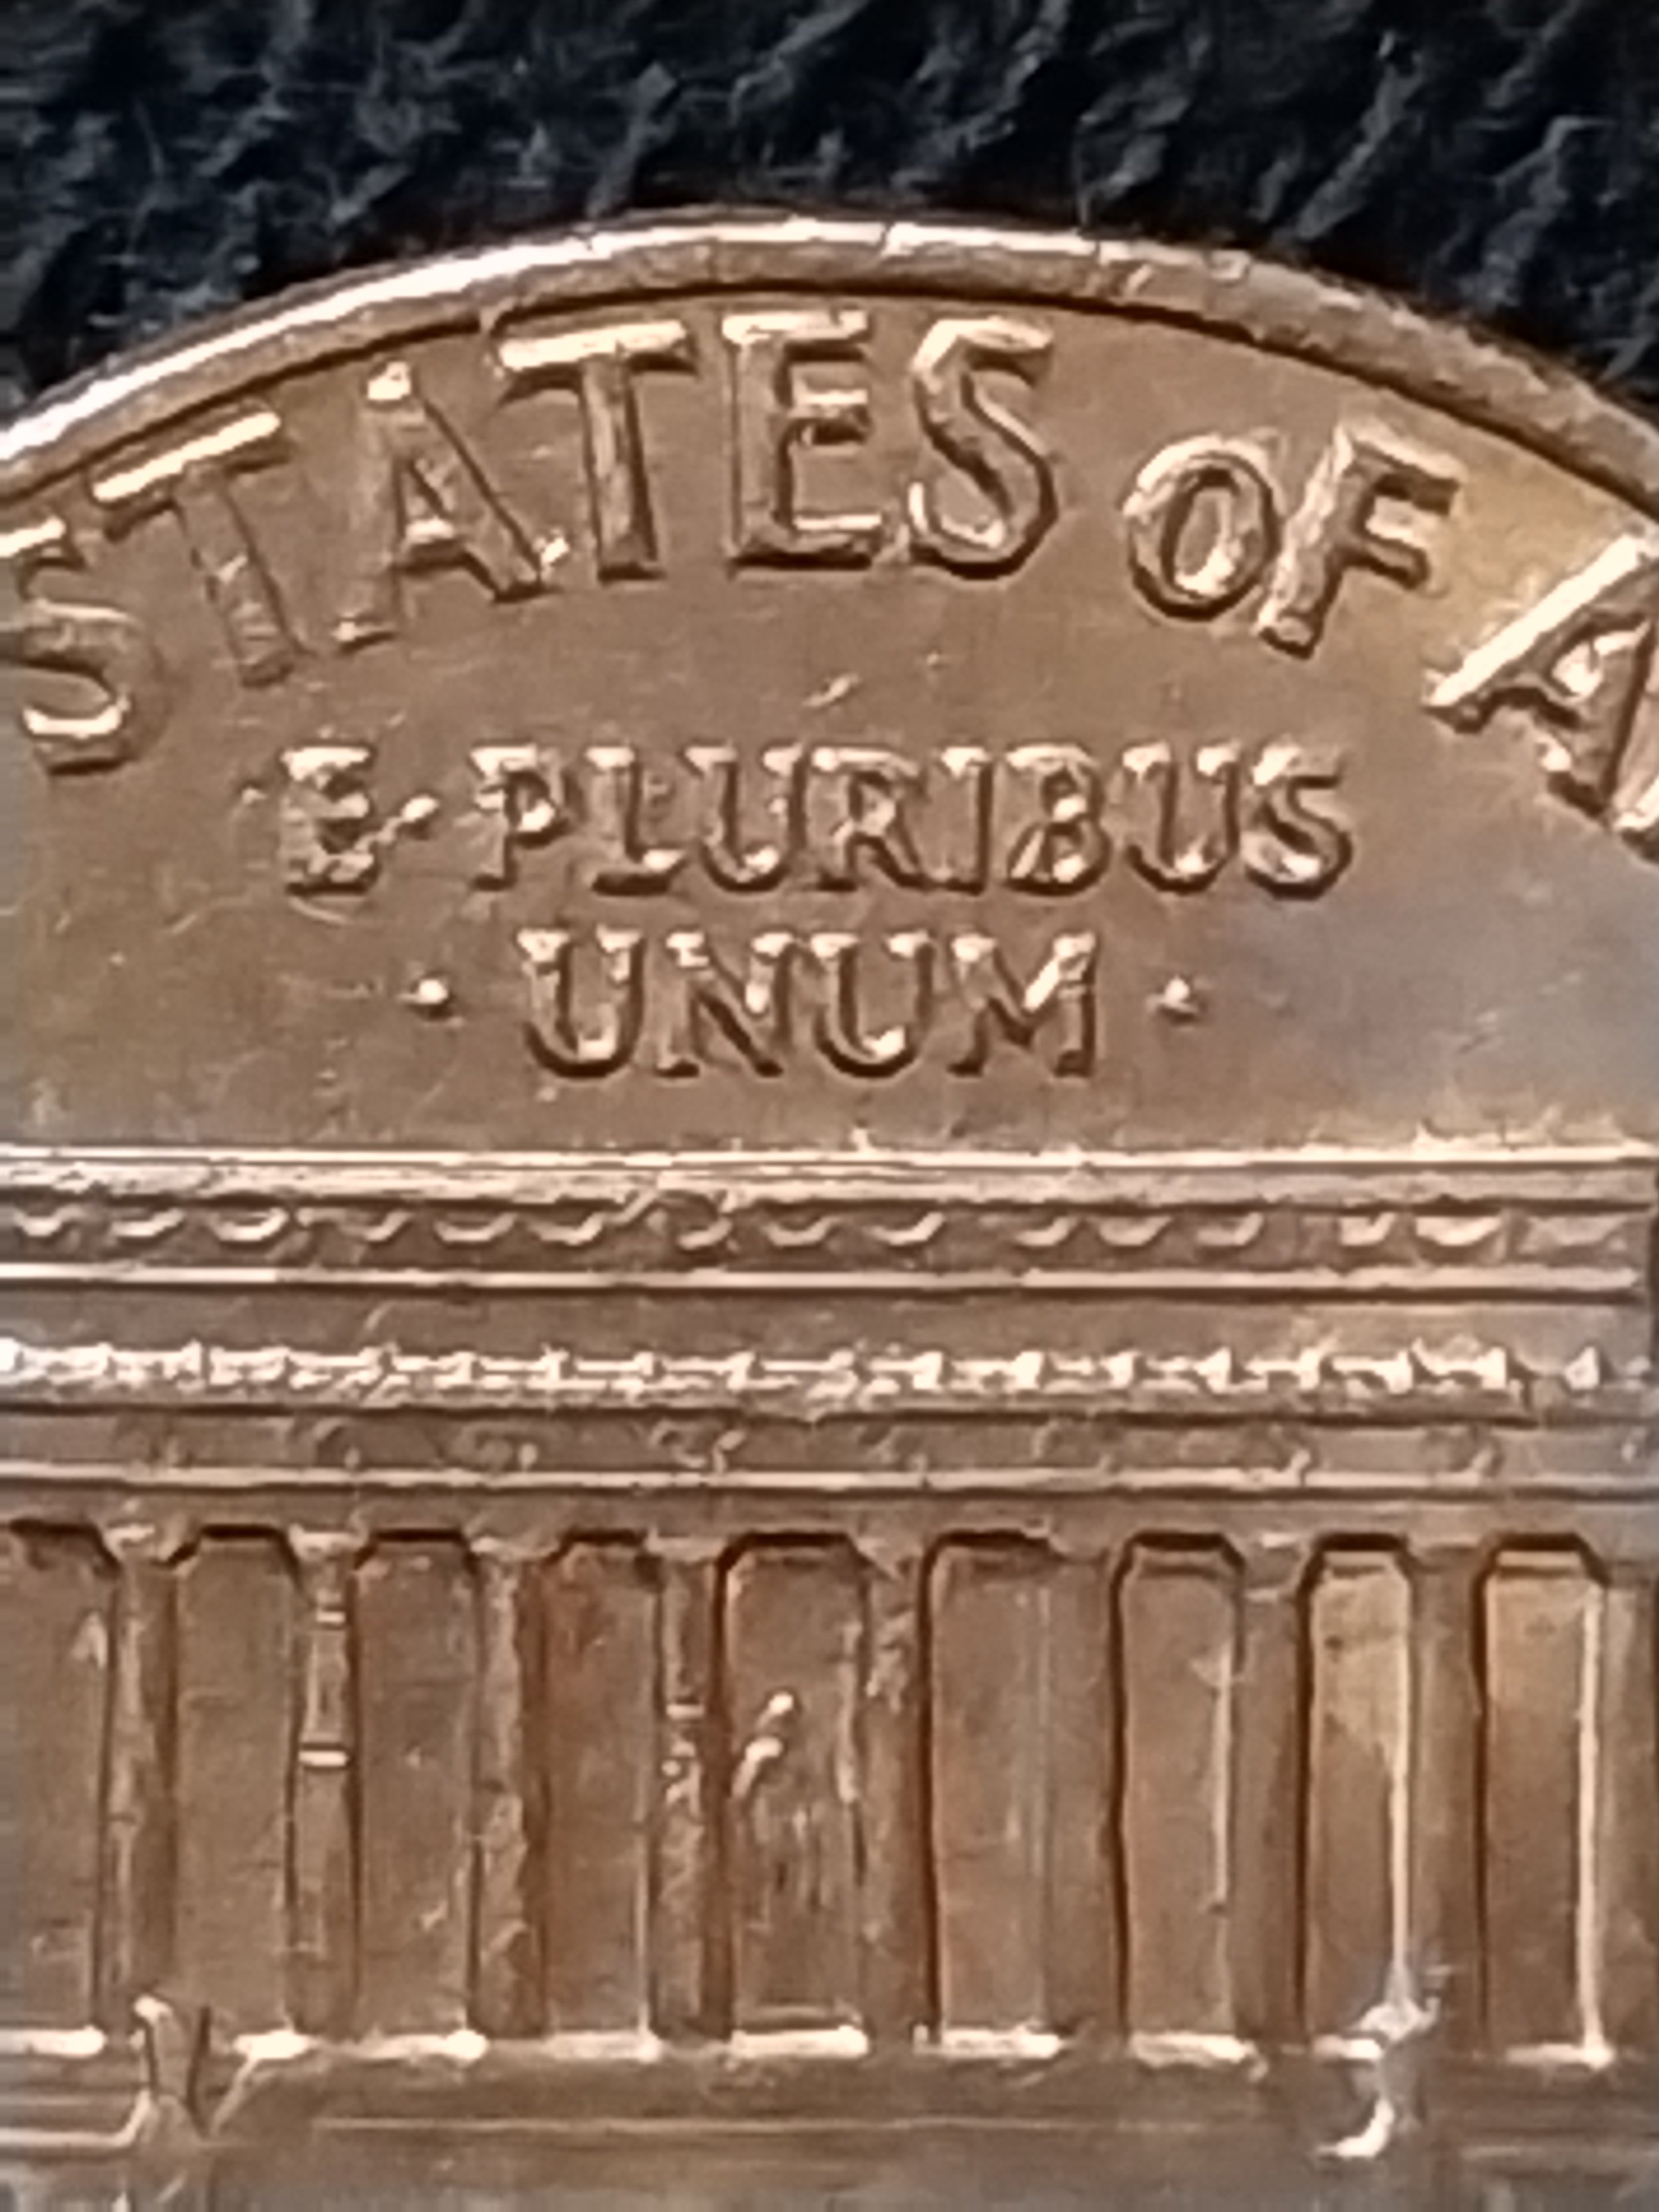 STATES OF A
E·PLURIBUS
· UNUM ·